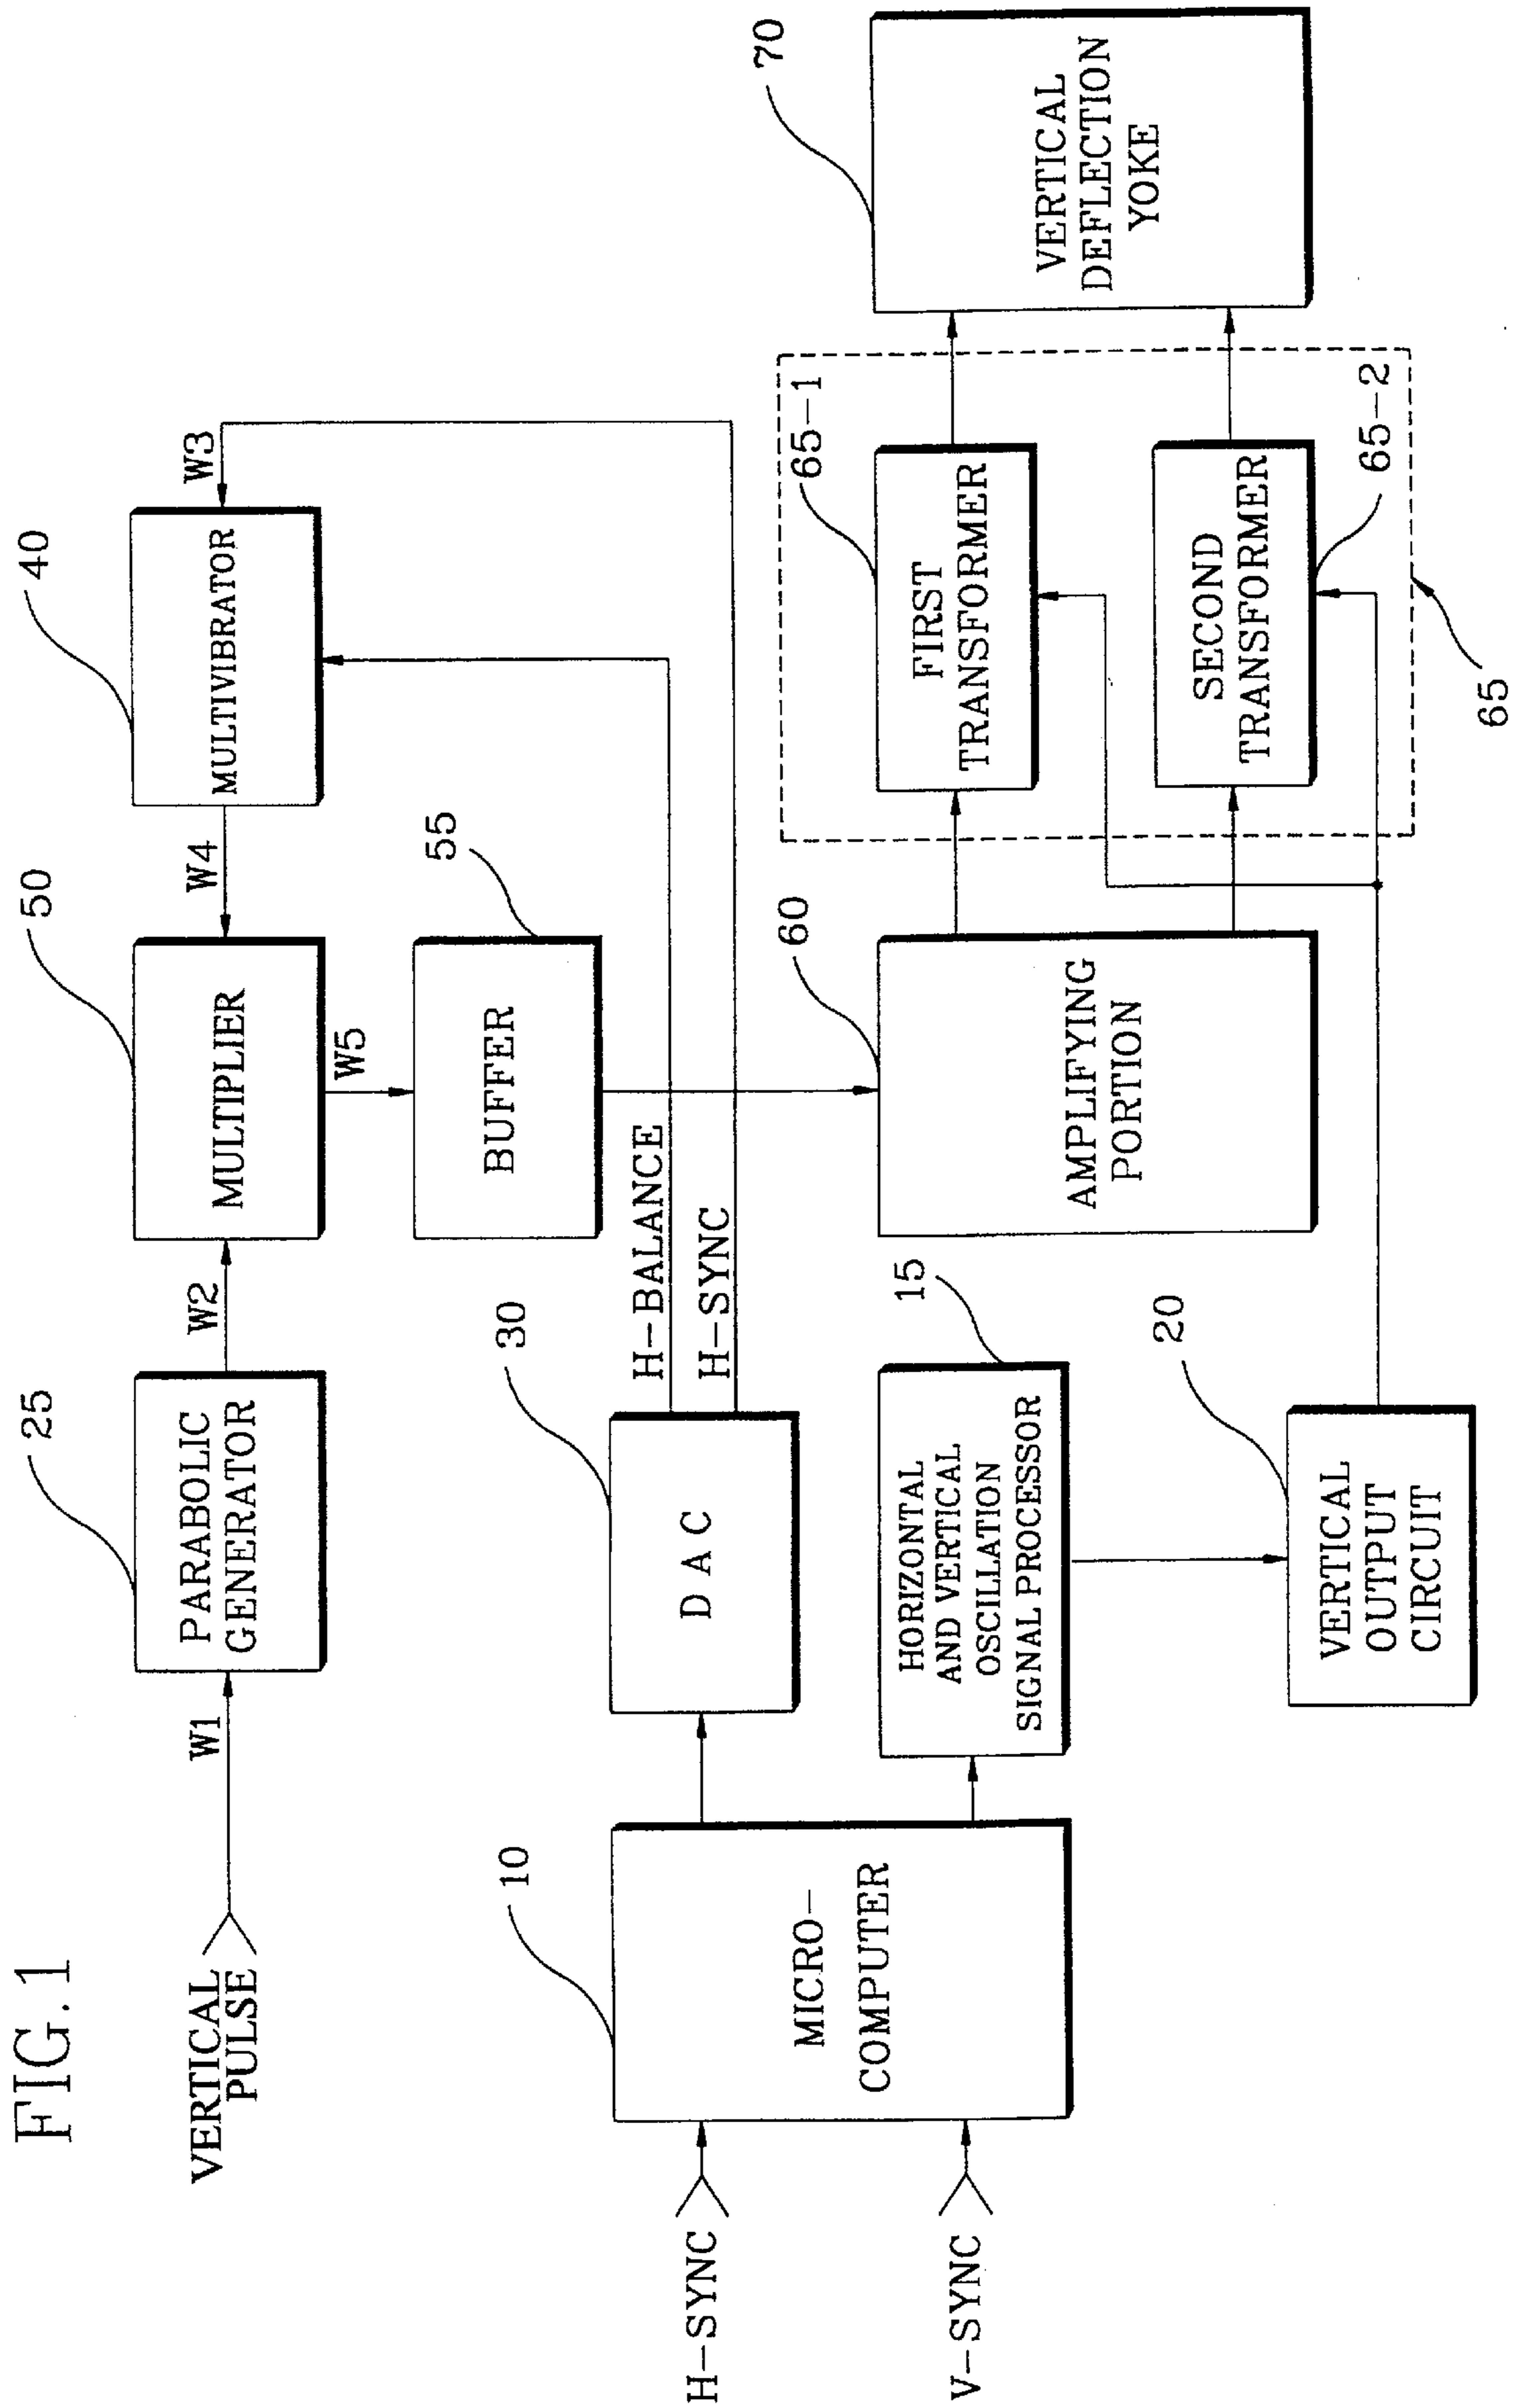 FIG.1
VERTICAL
PULSE
W1
25
PARABOLIC
GENERATOR
W2
50
MULTIPLIER
W4
40
MULTIVIBRATOR
W3
W5
55
BUFFER
H-BALANCE
H-SYNC
30
D A C
H-SYNC
V-SYNC
10
MICRO-
COMPUTER
15
HORIZONTAL
AND VERTICAL
OSCILLATION
SIGNAL PROCESSOR
20
VERTICAL
OUTPUT
CIRCUIT
60
AMPLIFYING
PORTION
65-1
FIRST
TRANSFORMER
65-2
SECOND
TRANSFORMER
65
70
VERTICAL
DEFLECTION
YOKE